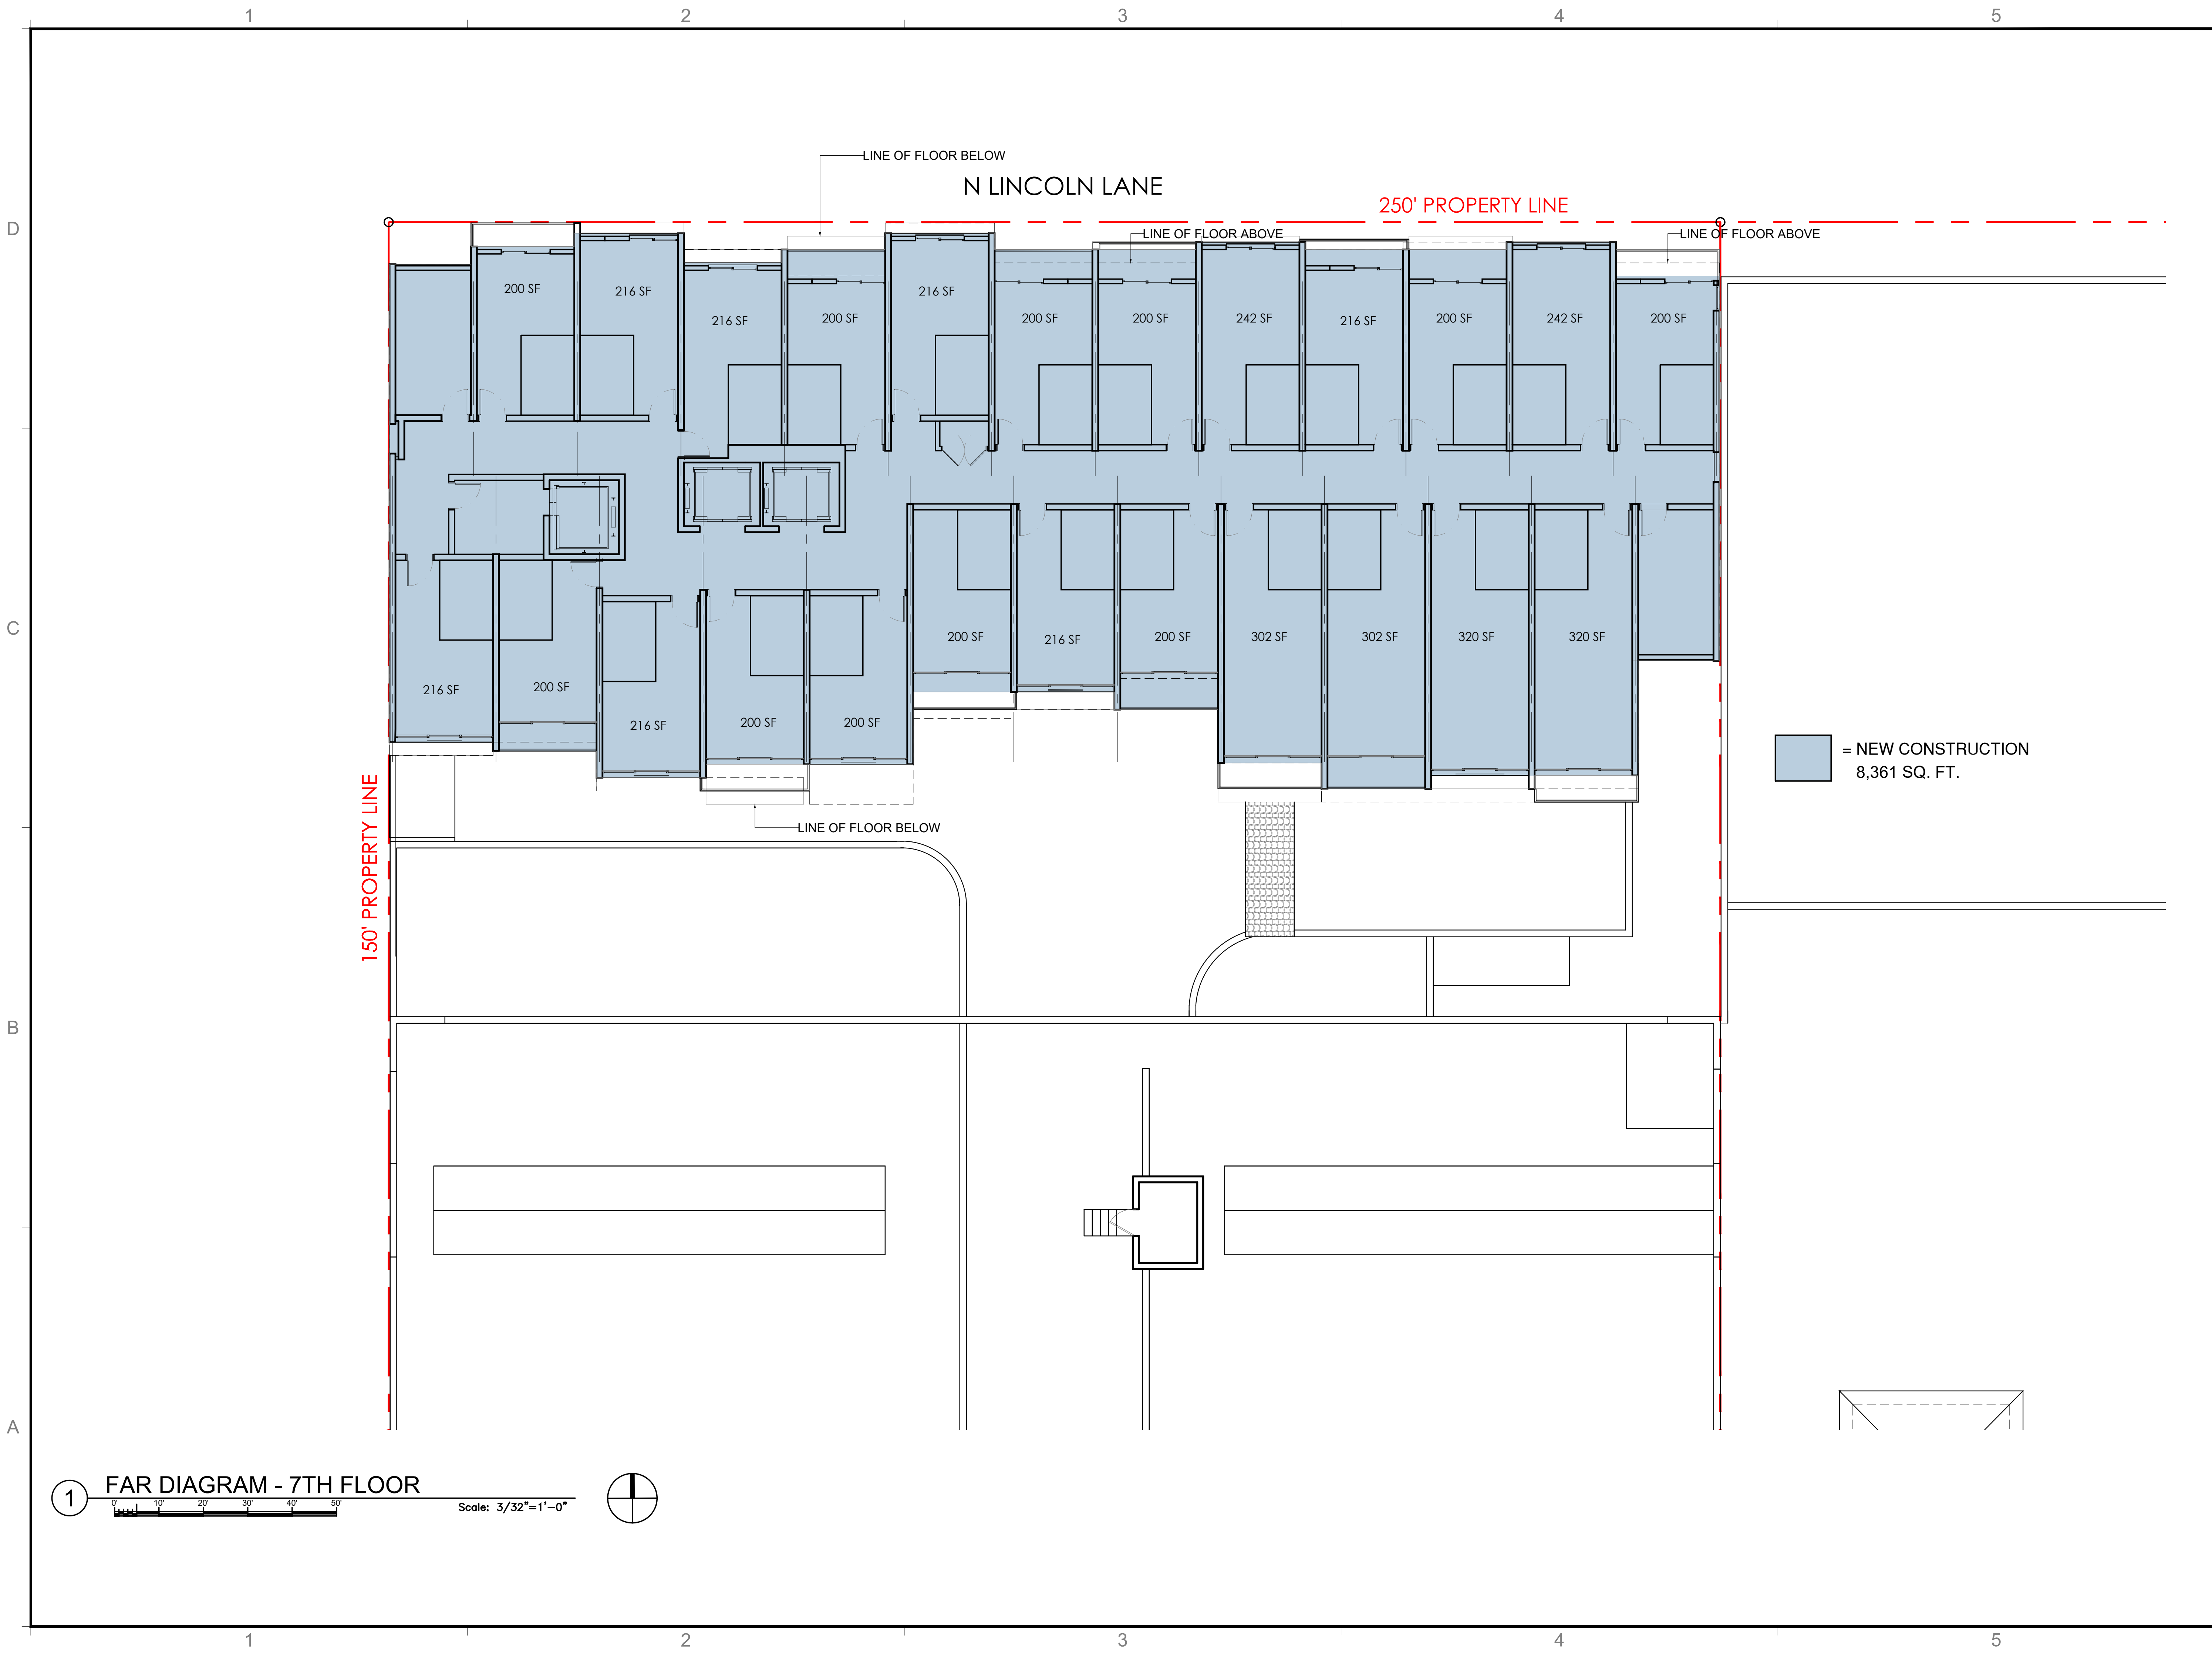 1
2
3
4
5
LINE OF FLOOR BELOW
N LINCOLN LANE
250' PROPERTY LINE
D
LINE OF FLOOR ABOVE
LINE OF FLOOR ABOVE
200 SF
216 SF
216 SF
200 SF
216 SF
200 SF
200 SF
242 SF
216 SF
200 SF
242 SF
200 SF
C
216 SF
200 SF
216 SF
200 SF
200 SF
200 SF
216 SF
200 SF
302 SF
302 SF
320 SF
320 SF
= NEW CONSTRUCTION
8,361 SQ. FT.
150' PROPERTY LINE
LINE OF FLOOR BELOW
B
A
1
FAR DIAGRAM - 7TH FLOOR
0' 10' 20' 30' 40' 50'
Scale: 3/32"=1'-0"
1
2
3
4
5